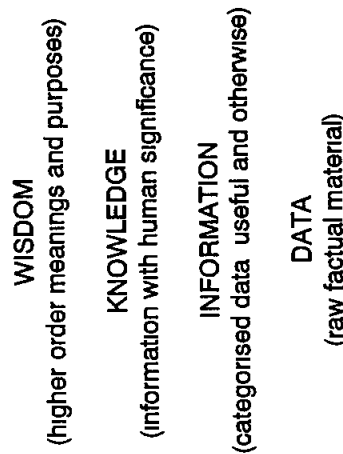 WISDOM
(higher order meanings and purposes)
KNOWLEDGE
(information with human significance)
INFORMATION
(categorised data useful and otherwise)
DATA
(raw factual material)